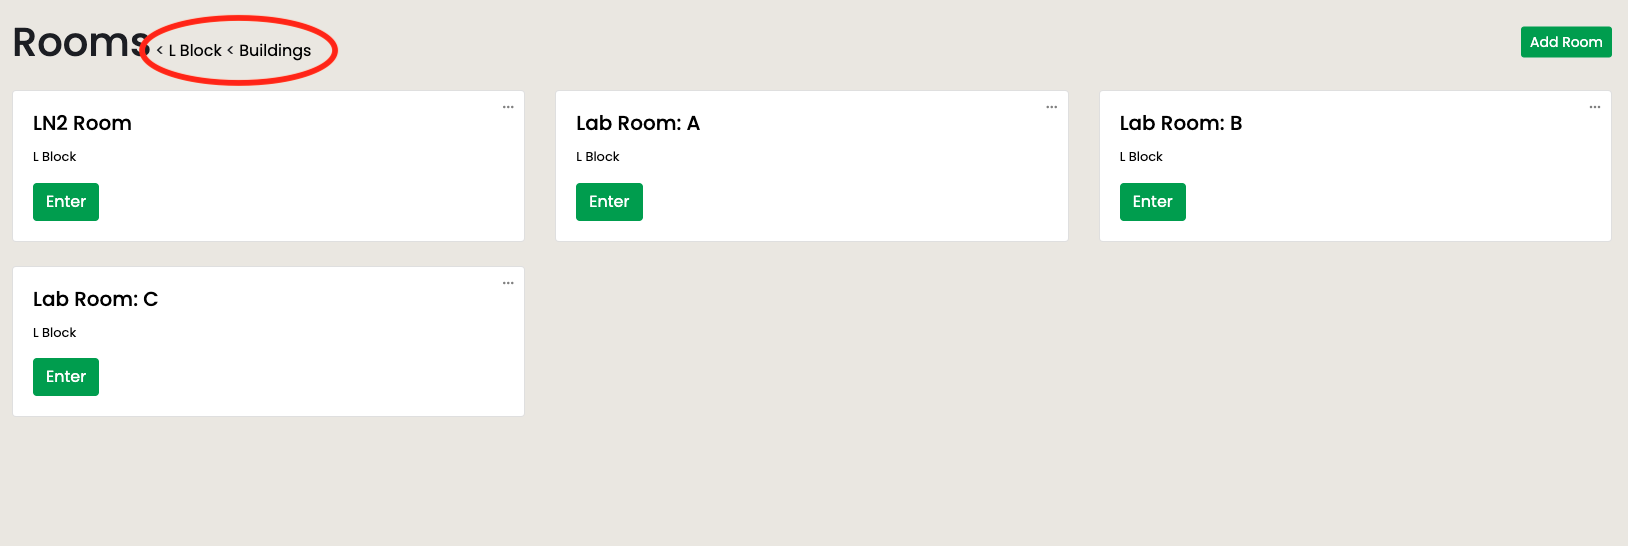 Rooms < L Block < Buildings
Add Room
LN2 Room
L Block
Enter
Lab Room: A
L Block
Enter
Lab Room: B
L Block
Enter
Lab Room: C
L Block
Enter